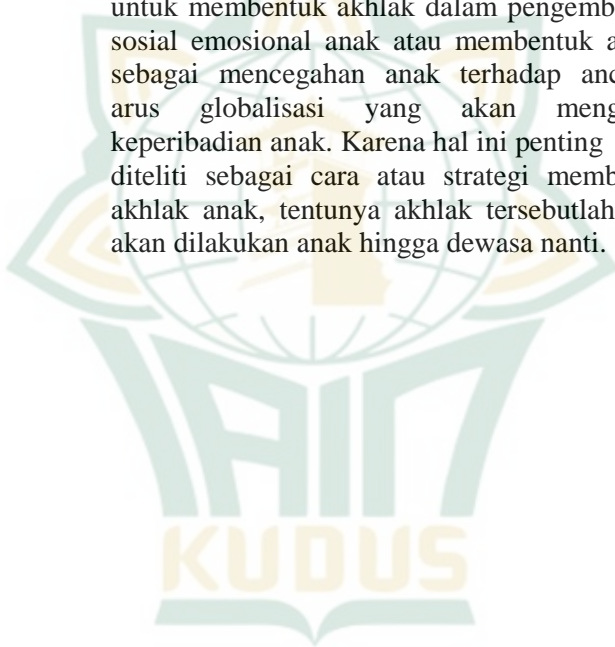 untuk membentuk akhlak dalam pengemb
sosial emosional anak atau membentuk a
sebagai mencegahan anak terhadap anc
arus globalisasi yang akan meng
keperibadian anak. Karena hal ini penting
diteliti sebagai cara atau strategi memb
akhlak anak, tentunya akhlak tersebutlah
akan dilakukan anak hingga dewasa nanti.
IAIN
KUDUS